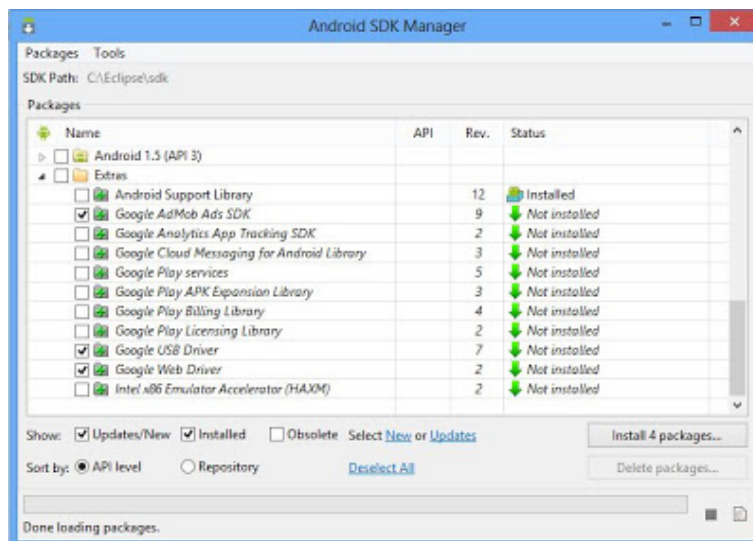 Android SDK Manager
Packages Tools
SDK Path: C:\Eclipse\sdk
Packages
Name API Rev. Status
Android 1.5 (API 3)
Extras
Android Support Library 12 Installed
Google AdMob Ads SDK 9 Not installed
Google Analytics App Tracking SDK 2 Not installed
Google Cloud Messaging for Android Library 3 Not installed
Google Play services 5 Not installed
Google Play APK Expansion Library 3 Not installed
Google Play Billing Library 4 Not installed
Google Play Licensing Library 2 Not installed
Google USB Driver 7 Not installed
Google Web Driver 2 Not installed
Intel x86 Emulator Accelerator (HAXM) 2 Not installed
Show: Updates/New Installed Obsolete Select New or Updates Install 4 packages...
Sort by: API level Repository Deselect All Delete packages...
Done loading packages.